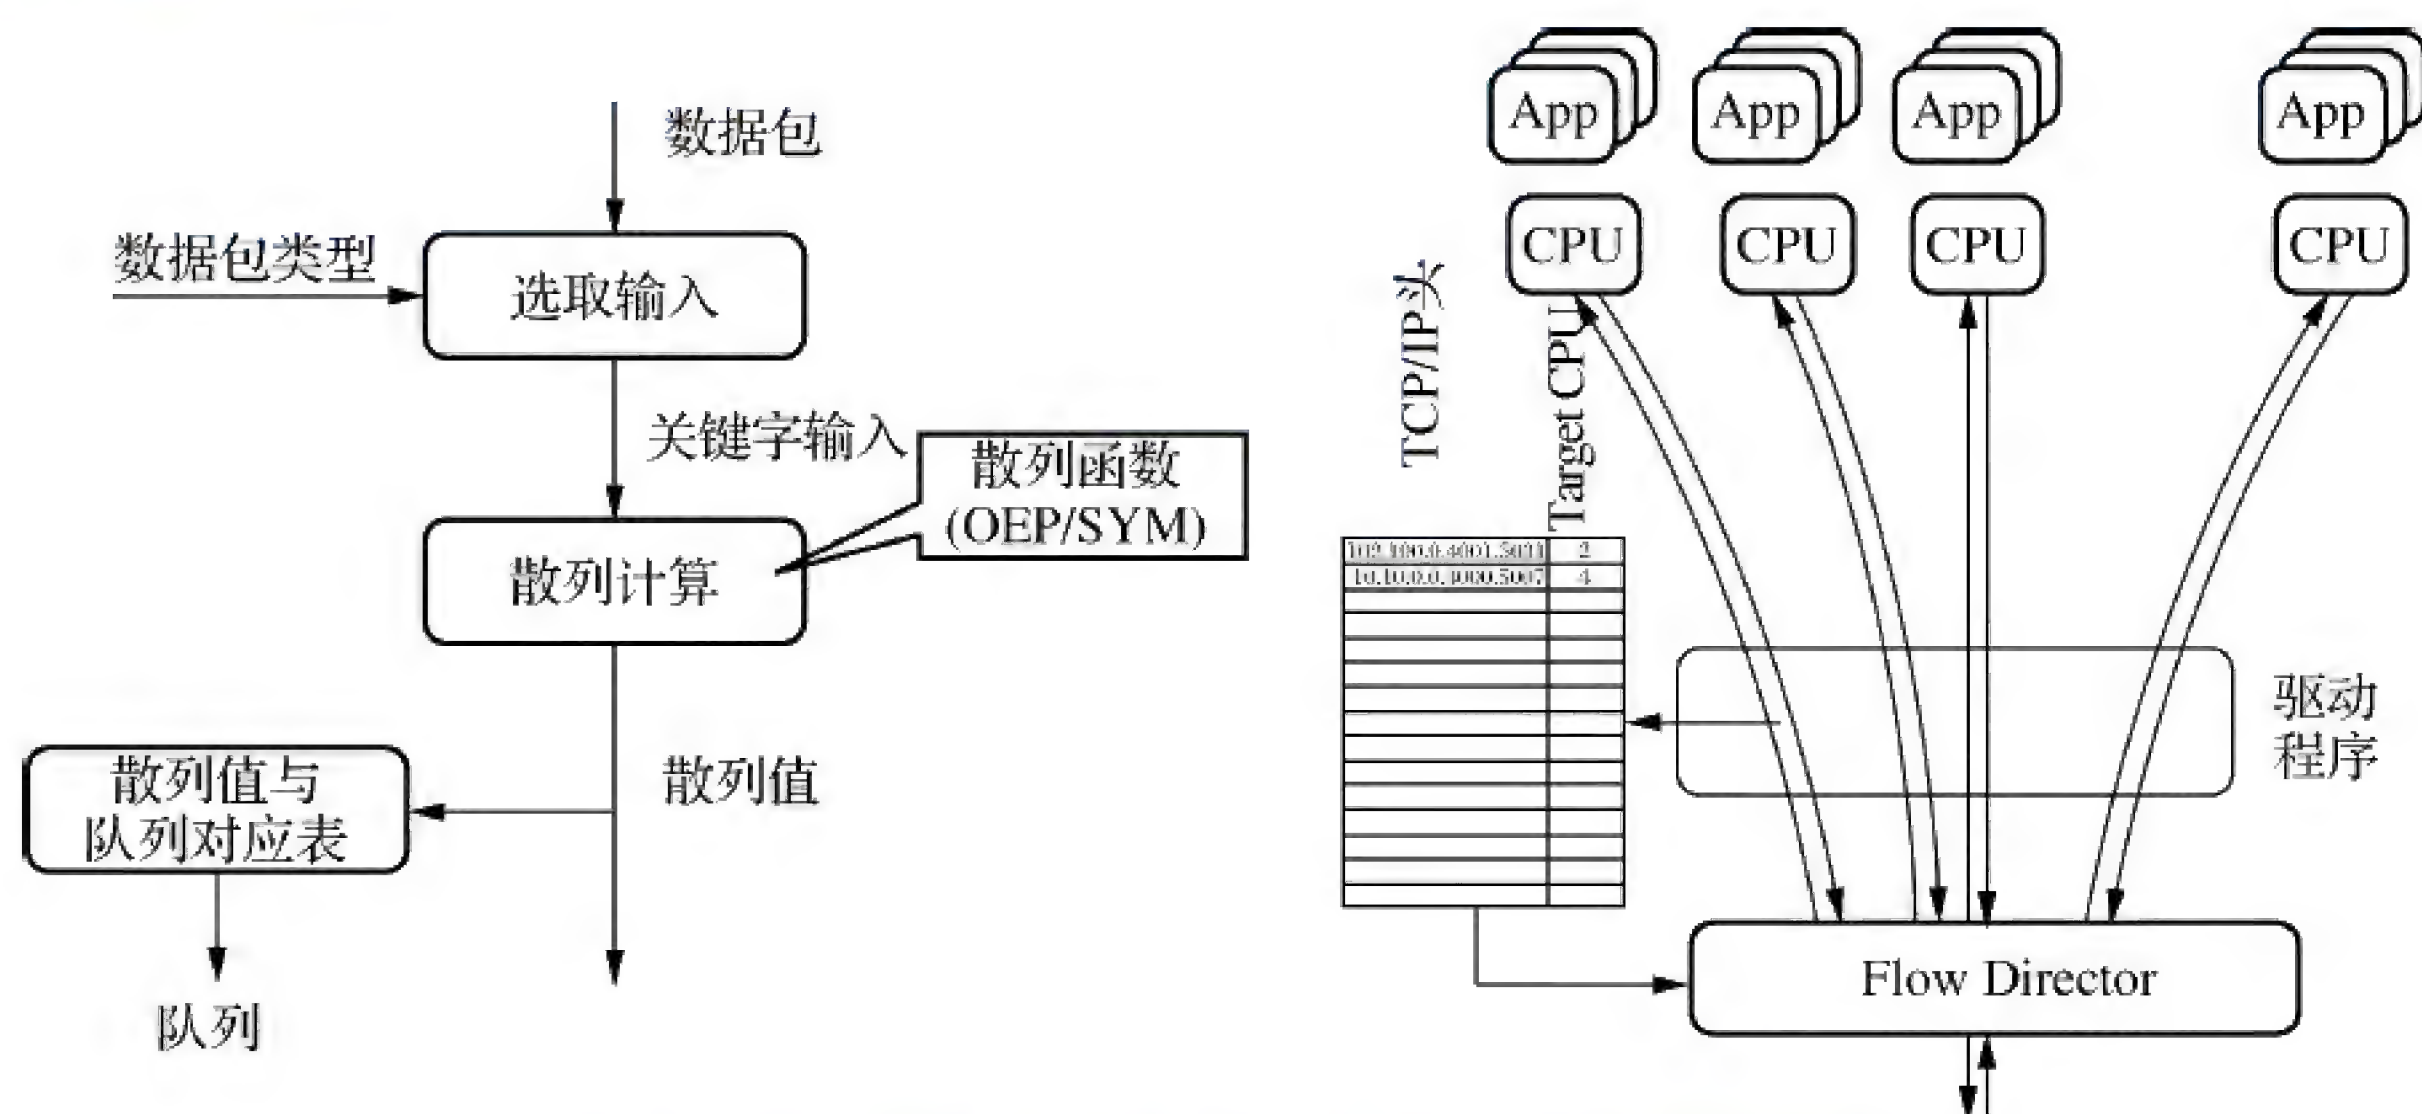 数据包
数据包类型
选取输入
关键字输入
散列函数
(OEP/SYM)
散列计算
散列值
散列值与
队列对应表
队列
App
App
App
App
CPU
CPU
CPU
CPU
TCP/IP头
Target CPU
2
4
驱动
程序
Flow Director